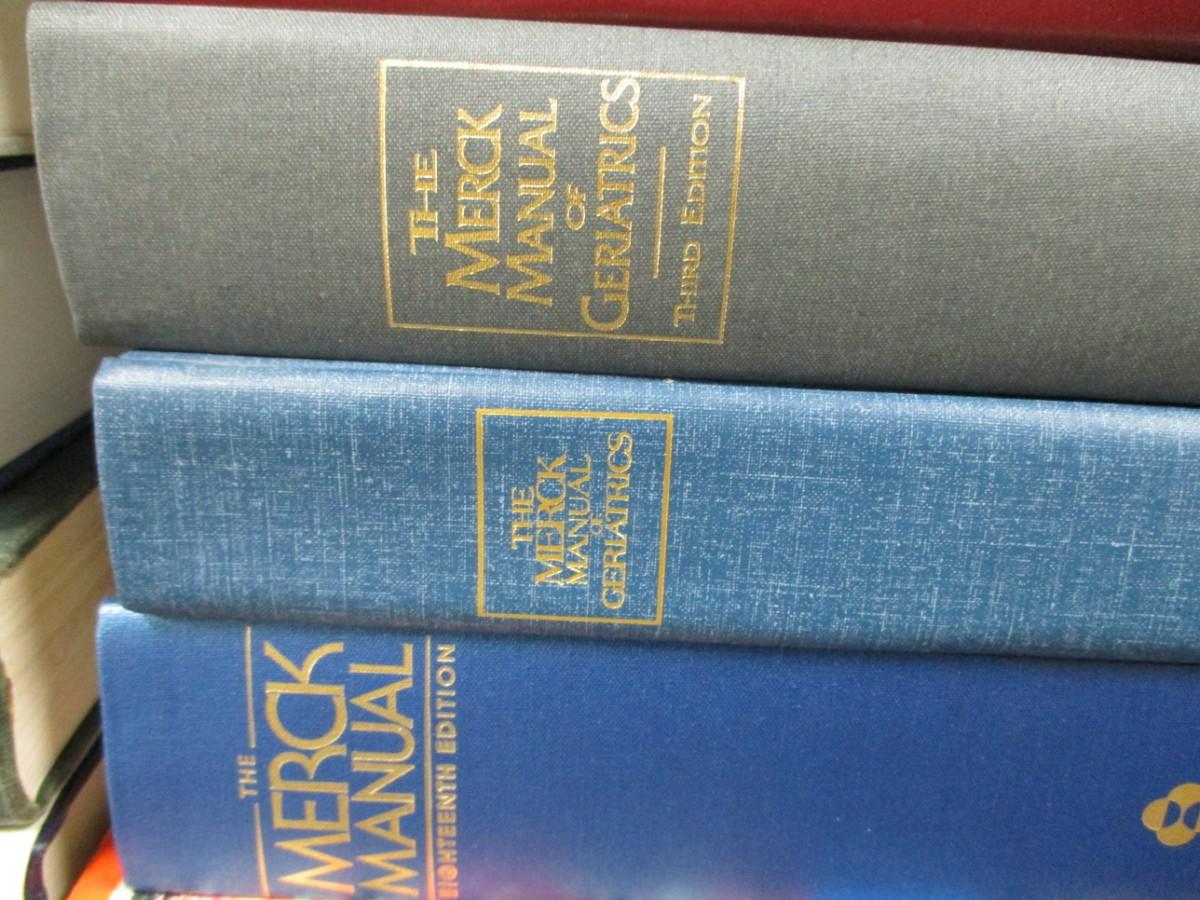 THE
MERCK
MANUAL
OF
GERIATRICS
THIRD EDITION
THE
MERCK
MANUAL
OF
GERIATRICS
THE
MERCK
MANUAL
EIGHTEENTH EDITION